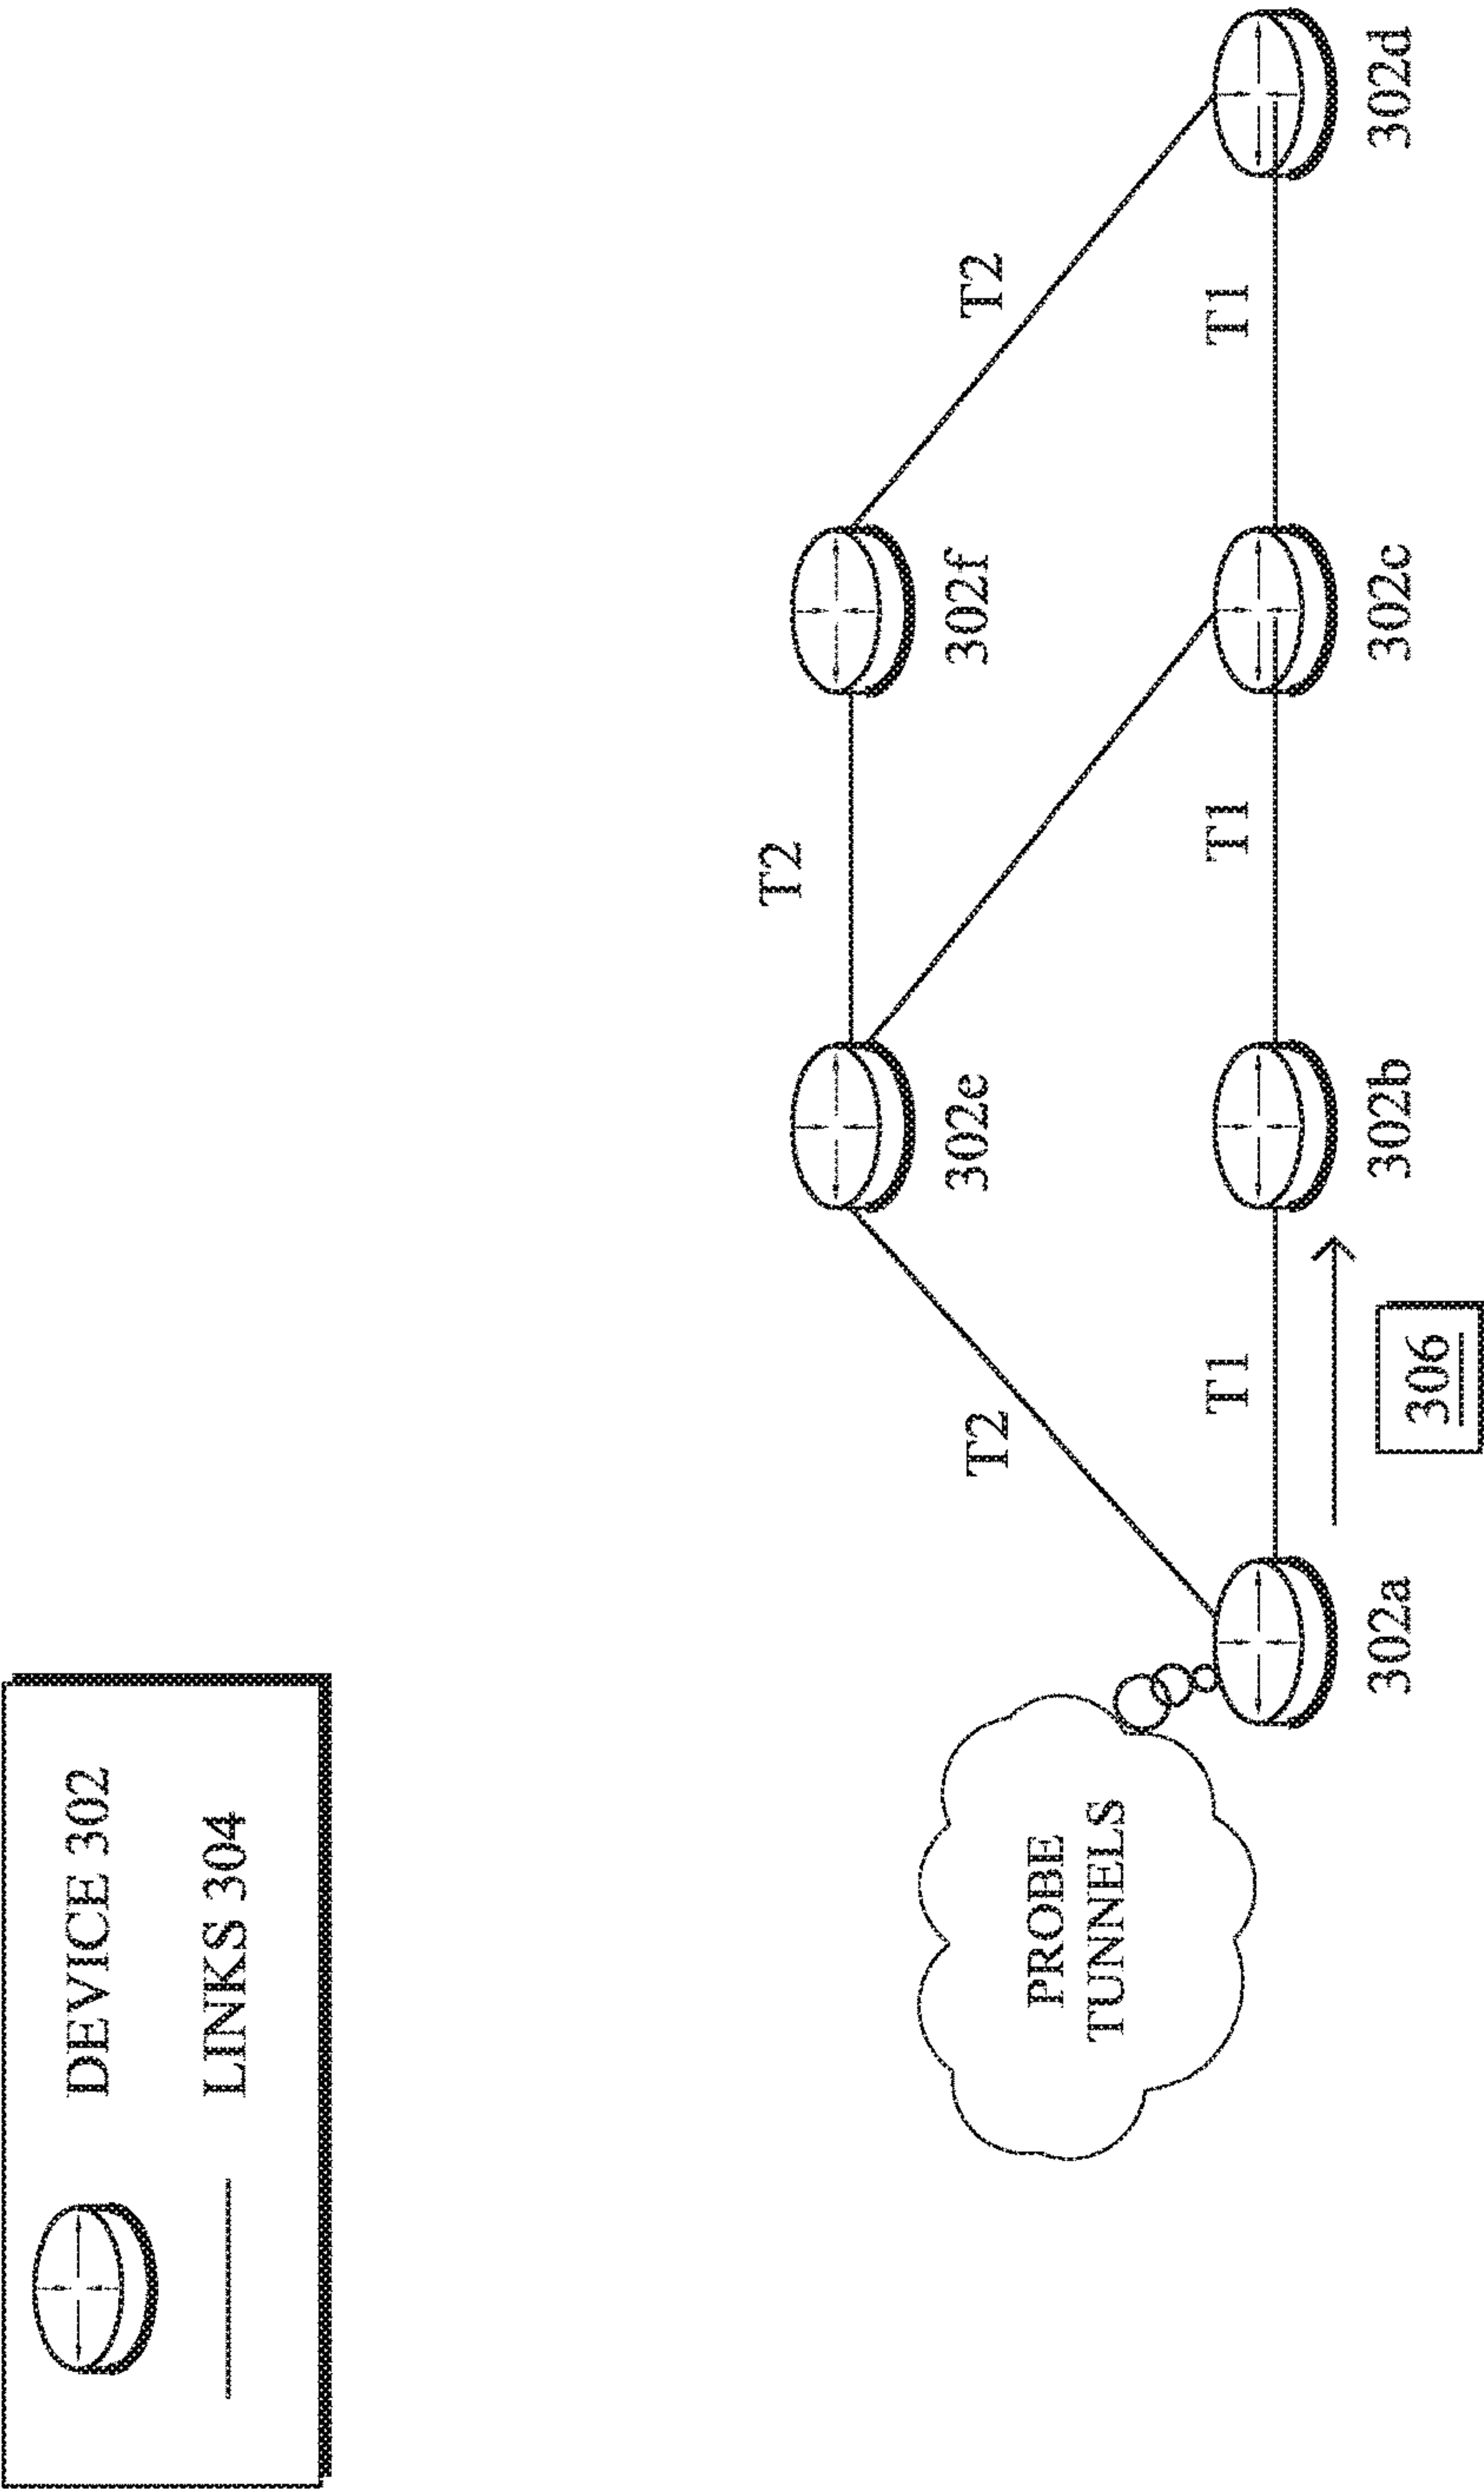 DEVICE 302
LINKS 304
T2
T2
T2
302e
302f
PROBE
TUNNELS
T1
T1
T1
302a
302b
302c
302d
306